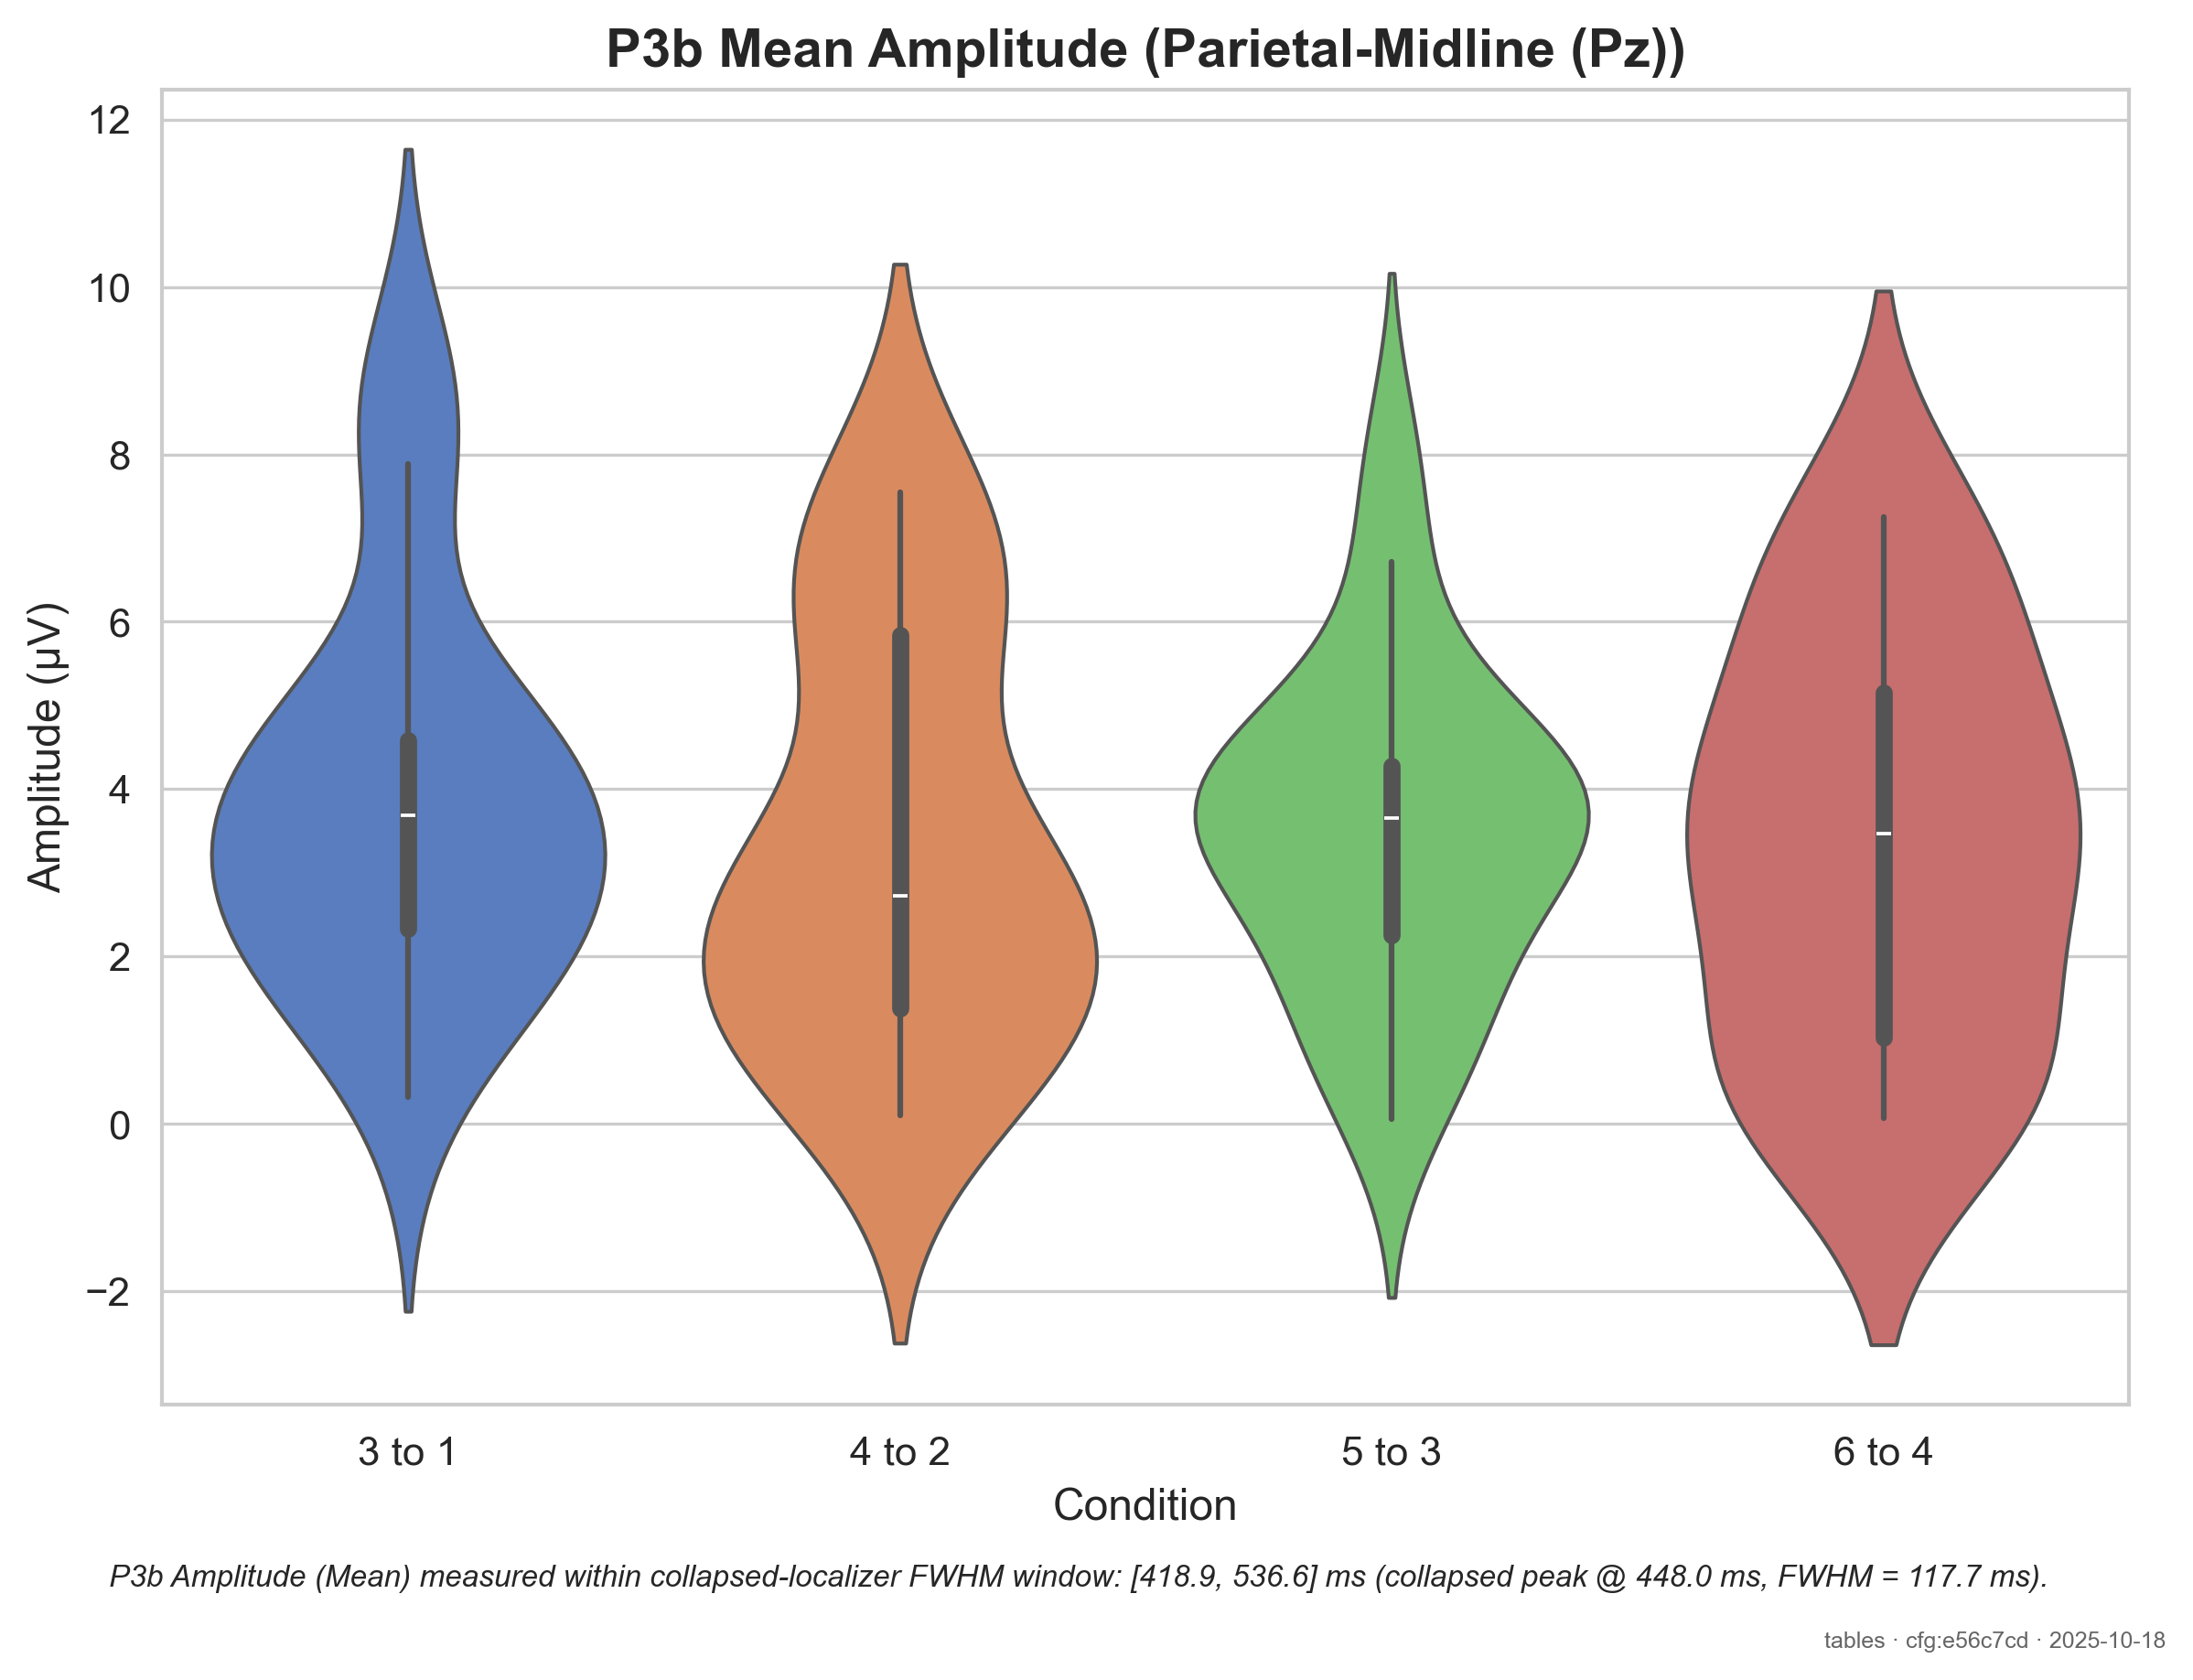 P3b Mean Amplitude (Parietal-Midline (Pz))
12
10
8
6
4
2
0
−2
Amplitude (µV)
3 to 1
4 to 2
5 to 3
6 to 4
Condition
P3b Amplitude (Mean) measured within collapsed-localizer FWHM window: [418.9, 536.6] ms (collapsed peak @ 448.0 ms, FWHM = 117.7 ms).
tables · cfg:e56c7cd · 2025-10-18